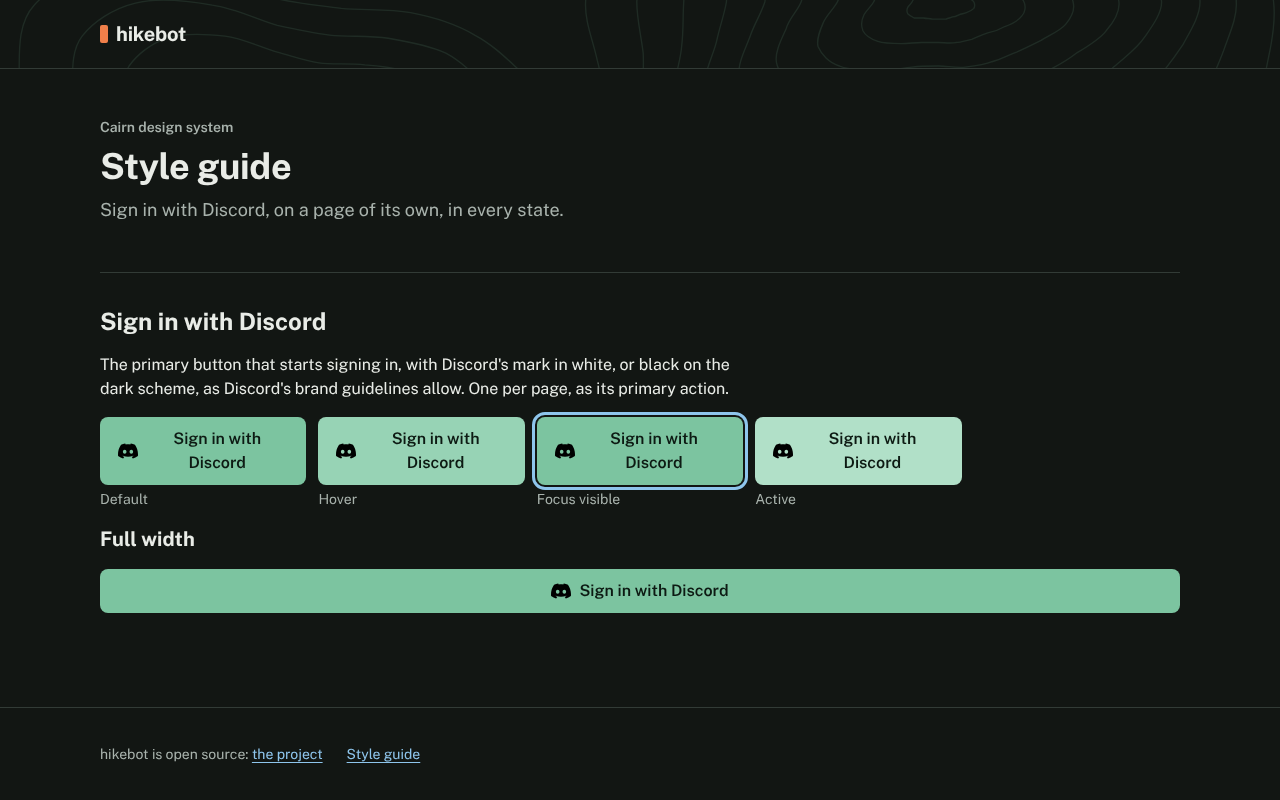 hikebot
Cairn design system
Style guide
Sign in with Discord, on a page of its own, in every state.
Sign in with Discord
The primary button that starts signing in, with Discord's mark in white, or black on the
dark scheme, as Discord's brand guidelines allow. One per page, as its primary action.
Sign in with
Discord
Default
Sign in with
Discord
Hover
Sign in with
Discord
Focus visible
Sign in with
Discord
Active
Full width
Sign in with Discord
hikebot is open source: the project
Style guide